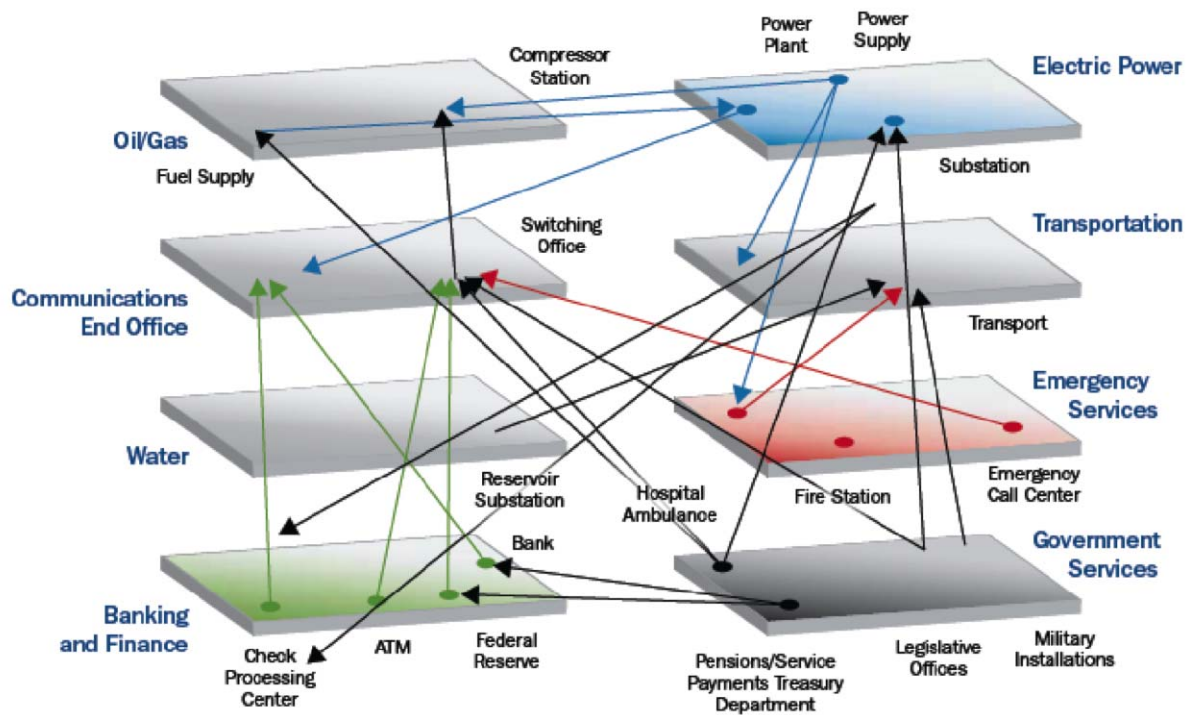 Power
Plant
Power
Supply
Compressor
Station
Electric Power
Oil/Gas
Fuel Supply
Substation
Switching
Office
Transportation
Communications
End Office
Transport
Emergency
Services
Water
Reservoir
Substation
Hospital
Ambulance
Fire Station
Emergency
Call Center
Bank
Government
Services
Banking
and Finance
Check
Processing
Center
ATM
Federal
Reserve
Pensions/Service
Payments Treasury
Department
Legislative
Offices
Military
Installations